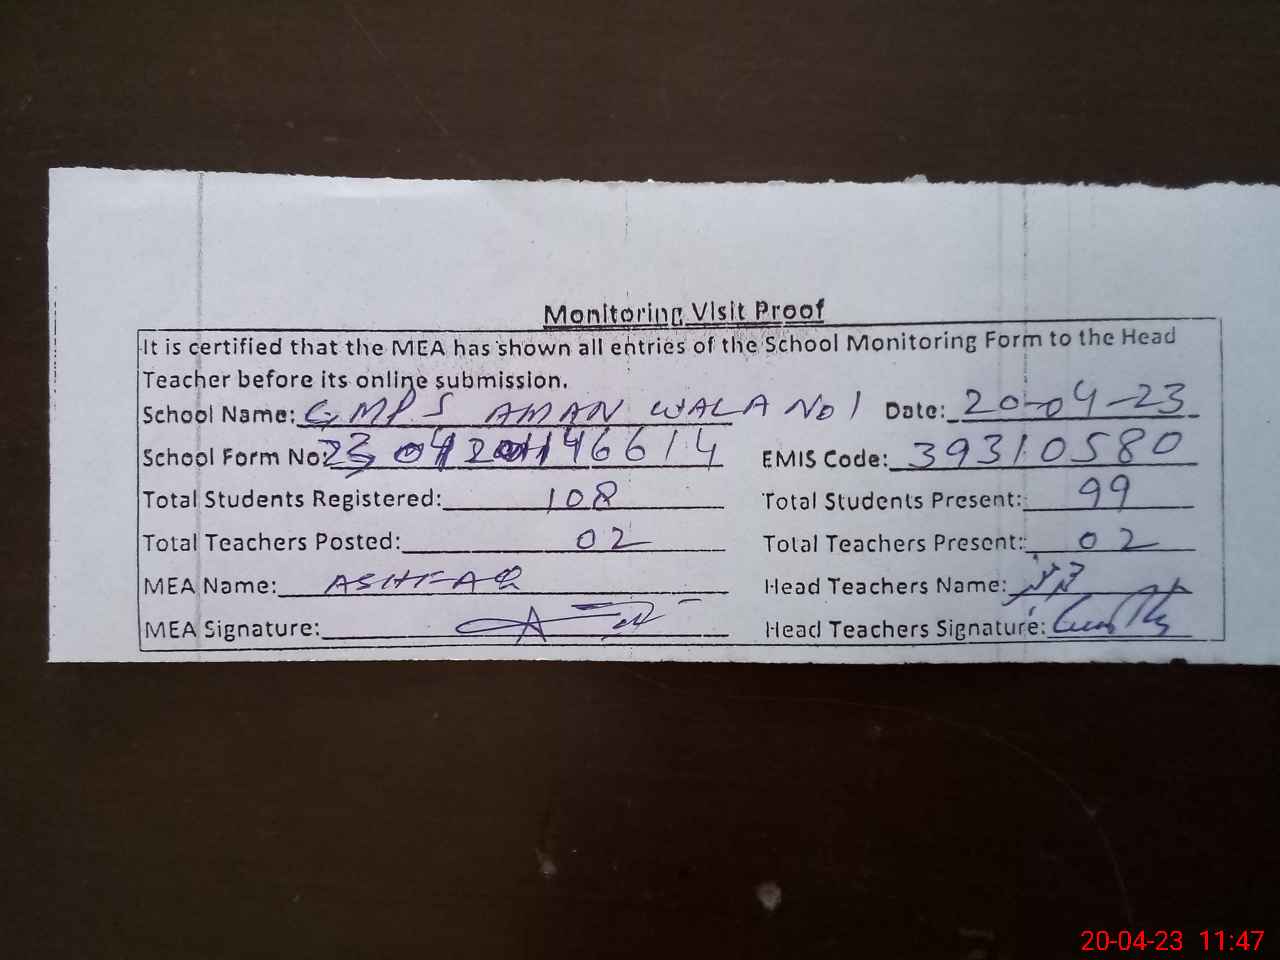 Monitoring Visit Proof
It is certified that the MEA has shown all entries of the School Monitoring Form to the Head
Teacher before its online submission.
School Name: GMPS AMAN WALA No 1 Date: 20-04-23
School Form No: EMIS Code: 39310580
Total Students Registered: 108 Total Students Present: 99
Total Teachers Posted: 02 Total Teachers Present: 02
MEA Name: ASHFAQ Head Teachers Name:
MEA Signature: Head Teachers Signature:
20-04-23 11:47